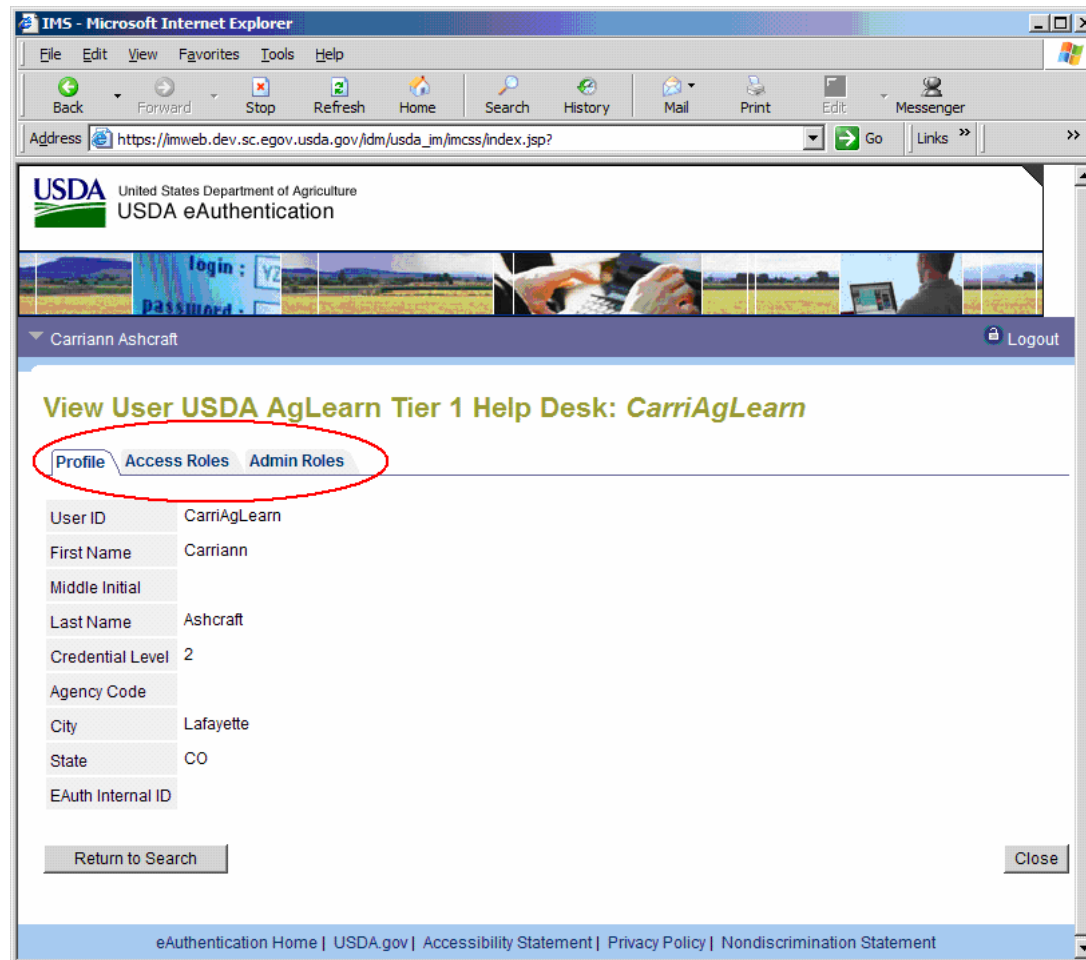 IMS - Microsoft Internet Explorer
File Edit View Favorites Tools Help
Back Forward Stop Refresh Home Search History Mail Print Edit Messenger
Address https://imweb.dev.sc.egov.usda.gov/idm/usda_im/imcss/index.jsp? Go Links »  »
USDA United States Department of Agriculture
USDA eAuthentication
login : YZ
password :
Carriann Ashcraft Logout
View User USDA AgLearn Tier 1 Help Desk: CarriAgLearn
Profile Access Roles Admin Roles
User ID CarriAgLearn
First Name Carriann
Middle Initial
Last Name Ashcraft
Credential Level 2
Agency Code
City Lafayette
State CO
EAuth Internal ID
Return to Search Close
eAuthentication Home | USDA.gov | Accessibility Statement | Privacy Policy | Nondiscrimination Statement